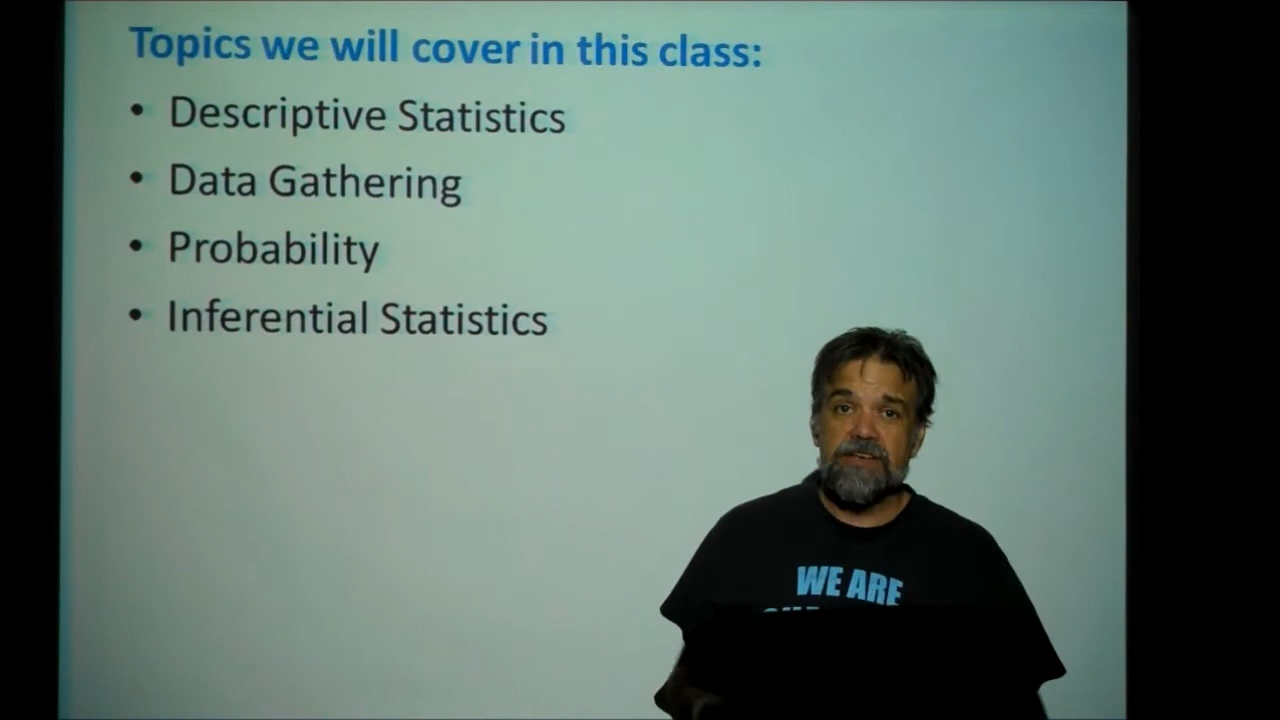 Topics we will cover in this class:
• Descriptive Statistics
• Data Gathering
• Probability
• Inferential Statistics
WE ARE